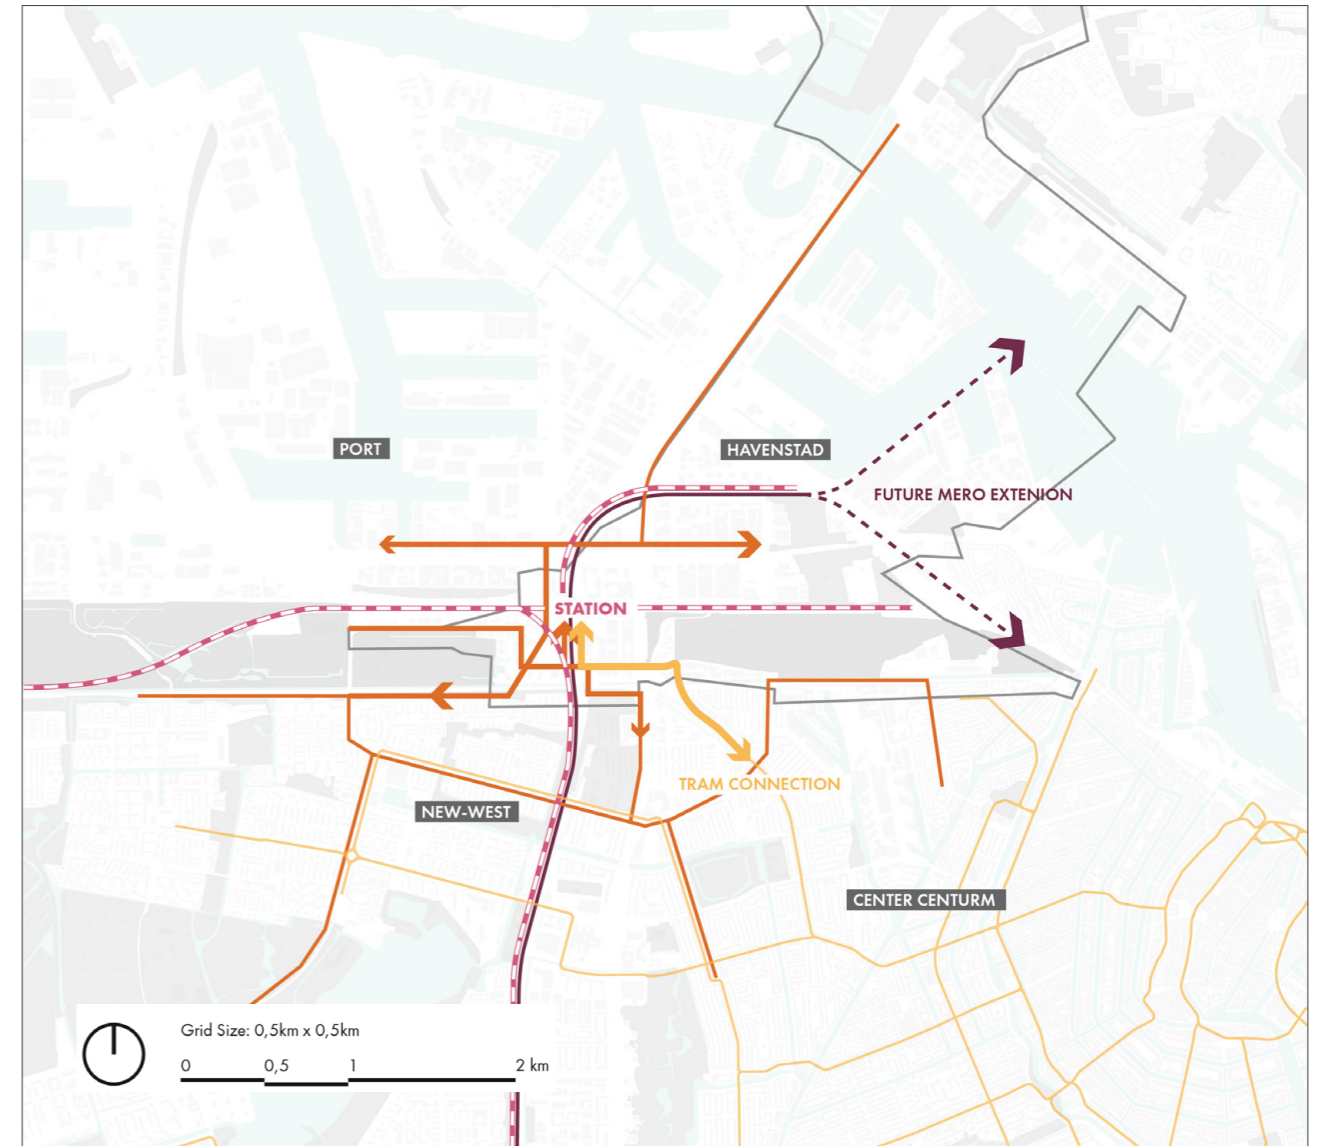 PORT
HAVENSTAD
FUTURE MERO EXTENION
STATION
TRAM CONNECTION
NEW-WEST
CENTER CENTURM
Grid Size: 0,5km x 0,5km
0 0,5 1 2 km